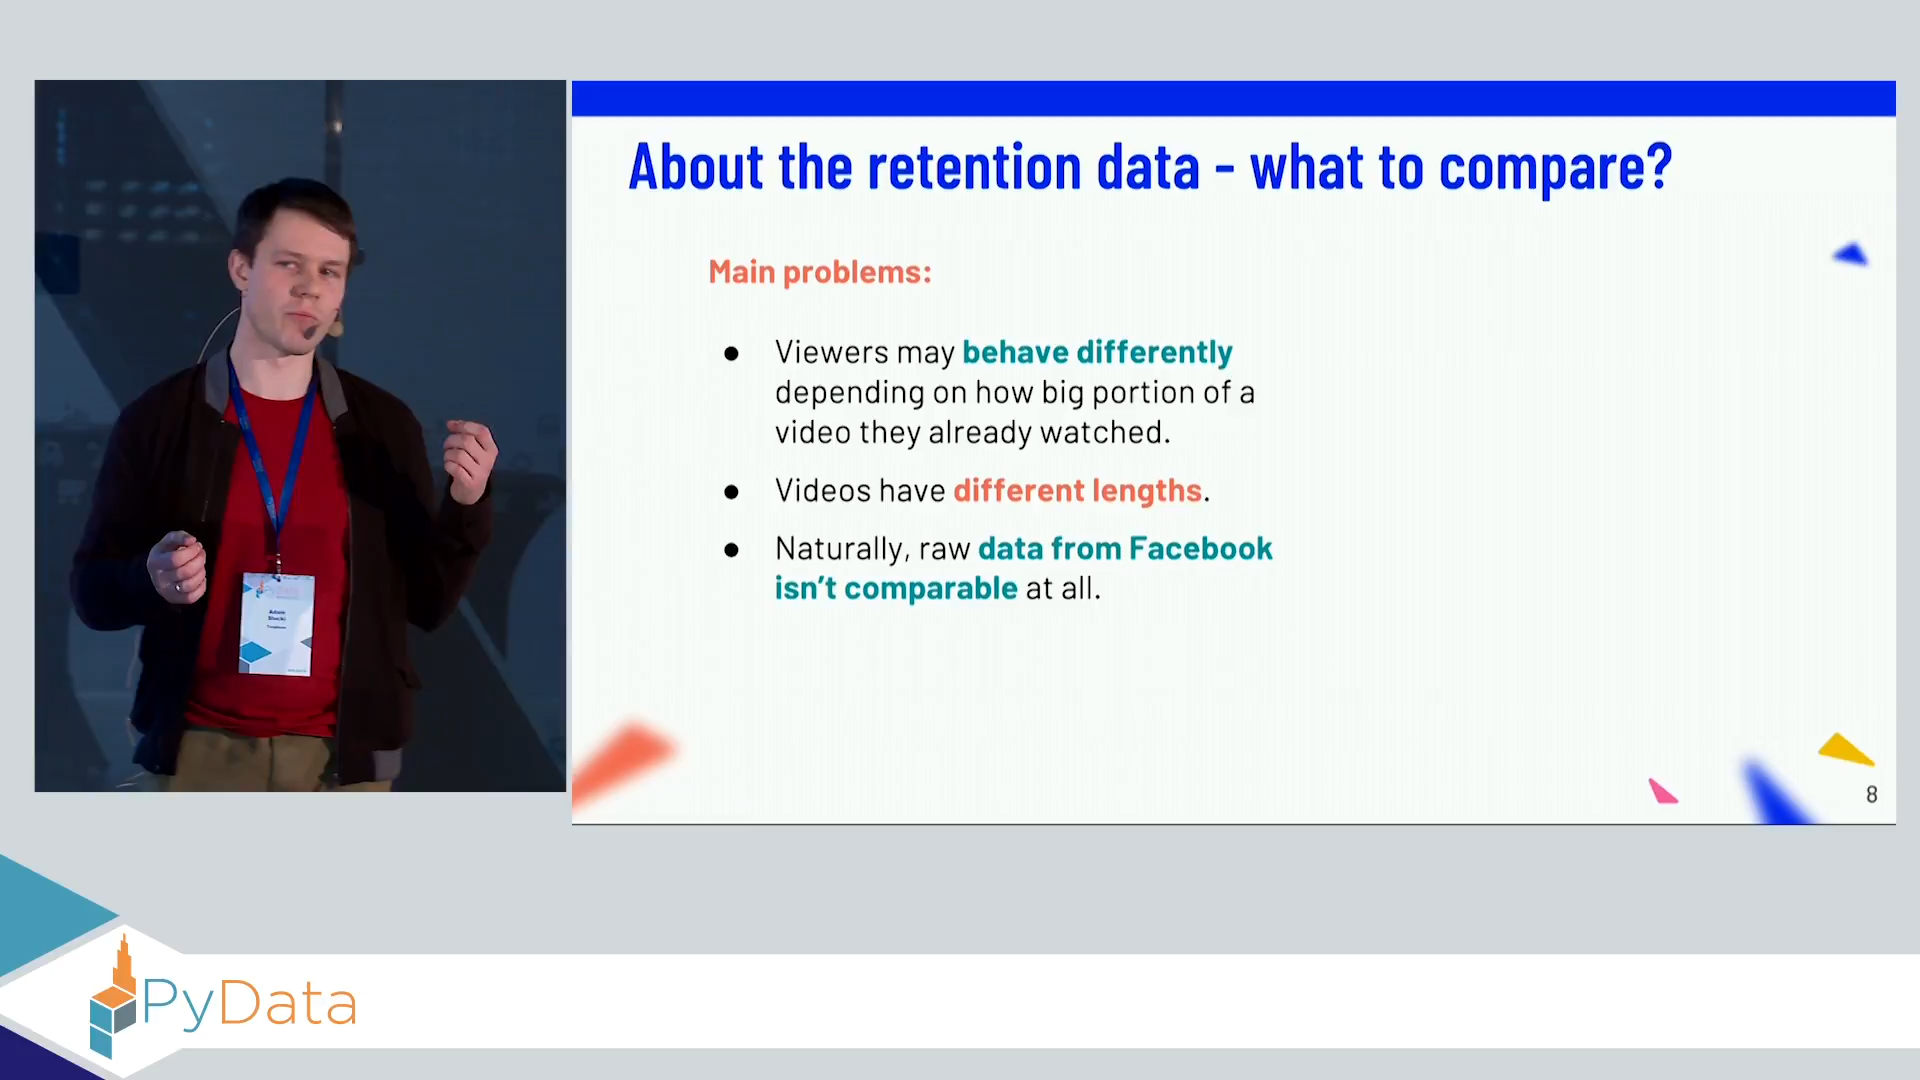 About the retention data - what to compare?
Main problems:
● Viewers may behave differently
depending on how big portion of a
video they already watched.
● Videos have different lengths.
● Naturally, raw data from Facebook
isn’t comparable at all.
8
Adam
PyData